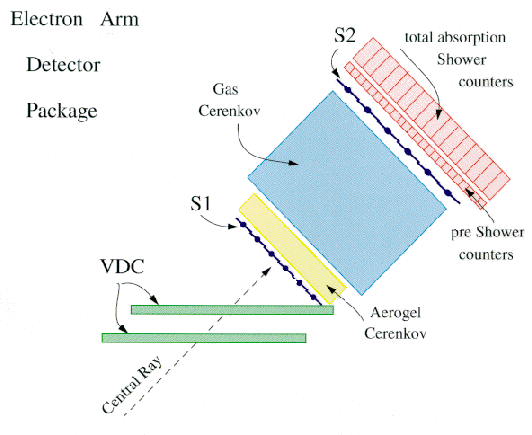 Electron Arm
Detector
Package
S2
total absorption
Shower
counters
Gas
Cerenkov
S1
pre Shower
counters
VDC
Aerogel
Cerenkov
Central Ray